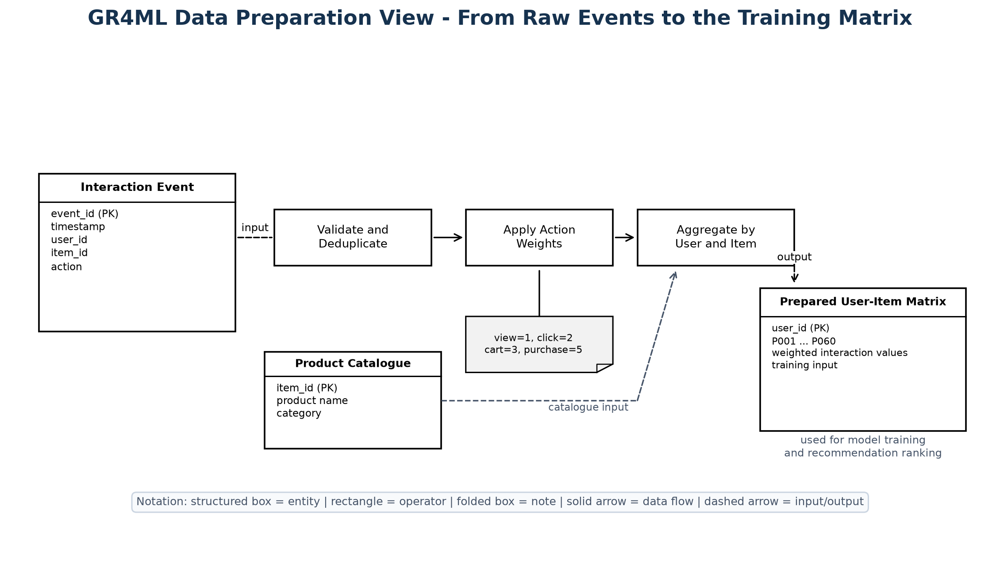 GR4ML Data Preparation View - From Raw Events to the Training Matrix
Interaction Event
event_id (PK)
timestamp
user_id
item_id
action
input
Validate and
Deduplicate
Apply Action
Weights
Aggregate by
User and Item
output
view=1, click=2
cart=3, purchase=5
Product Catalogue
item_id (PK)
product name
category
catalogue input
Prepared User-Item Matrix
user_id (PK)
P001 ... P060
weighted interaction values
training input
used for model training
and recommendation ranking
Notation: structured box = entity | rectangle = operator | folded box = note | solid arrow = data flow | dashed arrow = input/output